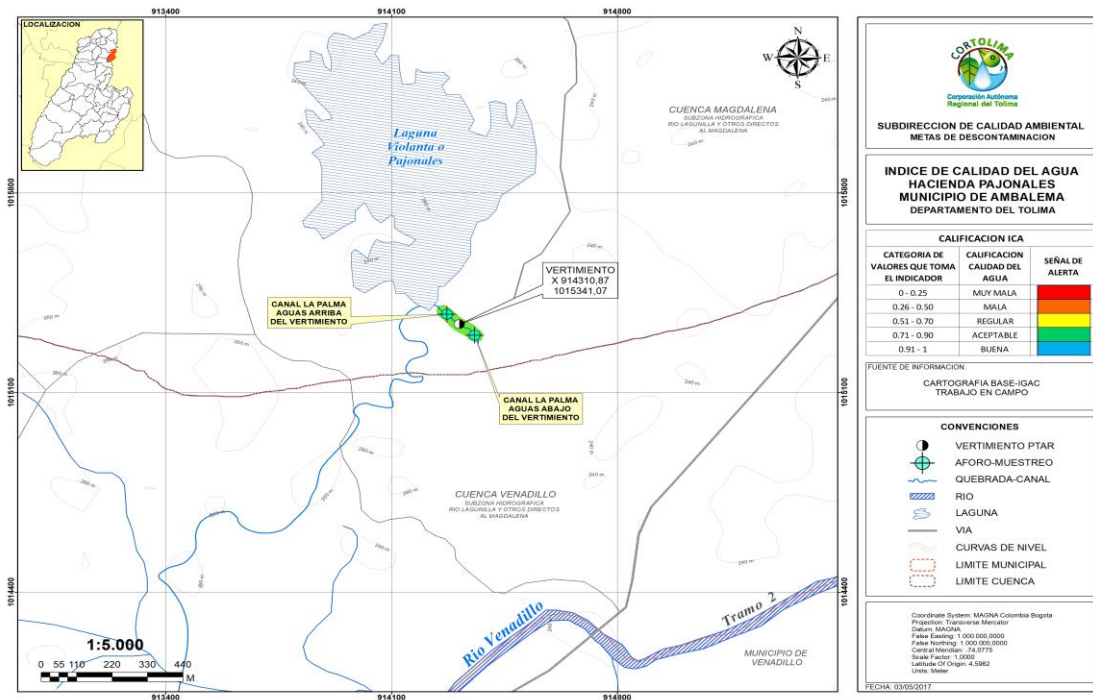 LOCALIZACION
913400
914100
914800
1015800
1015100
1014400
N
W
E
S
Laguna
Violanta o
Pajonales
CUENCA MAGDALENA
SUBZONA HIDROGRAFICA
RIO LAGUNILLA Y OTROS DIRECTOS
AL MAGDALENA
240 m
260 m
VERTIMIENTO
X 914310,87
1015341,07
CANAL LA PALMA
AGUAS ARRIBA
DEL VERTIMIENTO
CANAL LA PALMA
AGUAS ABAJO
DEL VERTIMIENTO
CUENCA VENADILLO
SUBZONA HIDROGRAFICA
RIO LAGUNILLA Y OTROS DIRECTOS
AL MAGDALENA
Rio Venadillo
Tramo 2
MUNICIPIO DE
VENADILLO
1:5.000
0 55 110 220 330 440
M
913400
914100
914800
1015800
1015100
1014400
CORTOLIMA
Corporación Autónoma
Regional del Tolima
SUBDIRECCION DE CALIDAD AMBIENTAL
METAS DE DESCONTAMINACION
INDICE DE CALIDAD DEL AGUA
HACIENDA PAJONALES
MUNICIPIO DE AMBALEMA
DEPARTAMENTO DEL TOLIMA
CALIFICACION ICA
CATEGORIA DE VALORES QUE TOMA EL INDICADOR
CALIFICACION CALIDAD DEL AGUA
SEÑAL DE ALERTA
0 - 0.25 MUY MALA
0.26 - 0.50 MALA
0.51 - 0.70 REGULAR
0.71 - 0.90 ACEPTABLE
0.91 - 1 BUENA
FUENTE DE INFORMACION:
CARTOGRAFIA BASE-IGAC
TRABAJO EN CAMPO
CONVENCIONES
VERTIMIENTO PTAR
AFORO-MUESTREO
QUEBRADA-CANAL
RIO
LAGUNA
VIA
CURVAS DE NIVEL
LIMITE MUNICIPAL
LIMITE CUENCA
Coordinate System: MAGNA Colombia Bogota
Projection: Transverse Mercator
Datum: MAGNA
False Easting: 1.000.000,0000
False Northing: 1.000.000,0000
Central Meridian: -74,0775
Scale Factor: 1,0000
Latitude Of Origin: 4,5962
Units: Meter
FECHA: 03/05/2017